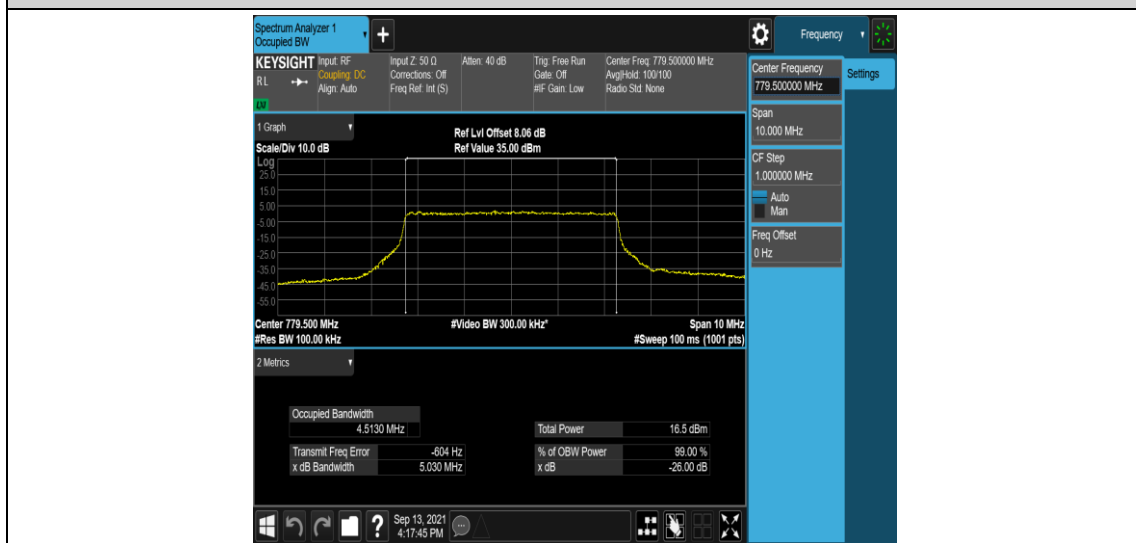 Spectrum Analyzer 1
Occupied BW
+
Frequency
KEYSIGHT
RL
Input: RF
Coupling: DC
Align: Auto
Input Z: 50 Ω
Corrections: Off
Freq Ref: Int (S)
Atten: 40 dB
Trig: Free Run
Gate: Off
#IF Gain: Low
Center Freq: 779.500000 MHz
Avg|Hold: 100/100
Radio Std: None
LXI
1 Graph
Scale/Div 10.0 dB
Ref Lvl Offset 8.06 dB
Ref Value 35.00 dBm
Log
25.0
15.0
5.00
-5.00
-15.0
-25.0
-35.0
-45.0
-55.0
Center 779.500 MHz
#Video BW 300.00 kHz*
Span 10 MHz
#Res BW 100.00 kHz
#Sweep 100 ms (1001 pts)
2 Metrics
Occupied Bandwidth
4.5130 MHz
Total Power 16.5 dBm
Transmit Freq Error -604 Hz
% of OBW Power 99.00 %
x dB Bandwidth 5.030 MHz
x dB -26.00 dB
?
Sep 13, 2021
4:17:45 PM
Center Frequency
779.500000 MHz
Settings
Span
10.000 MHz
CF Step
1.000000 MHz
Auto
Man
Freq Offset
0 Hz